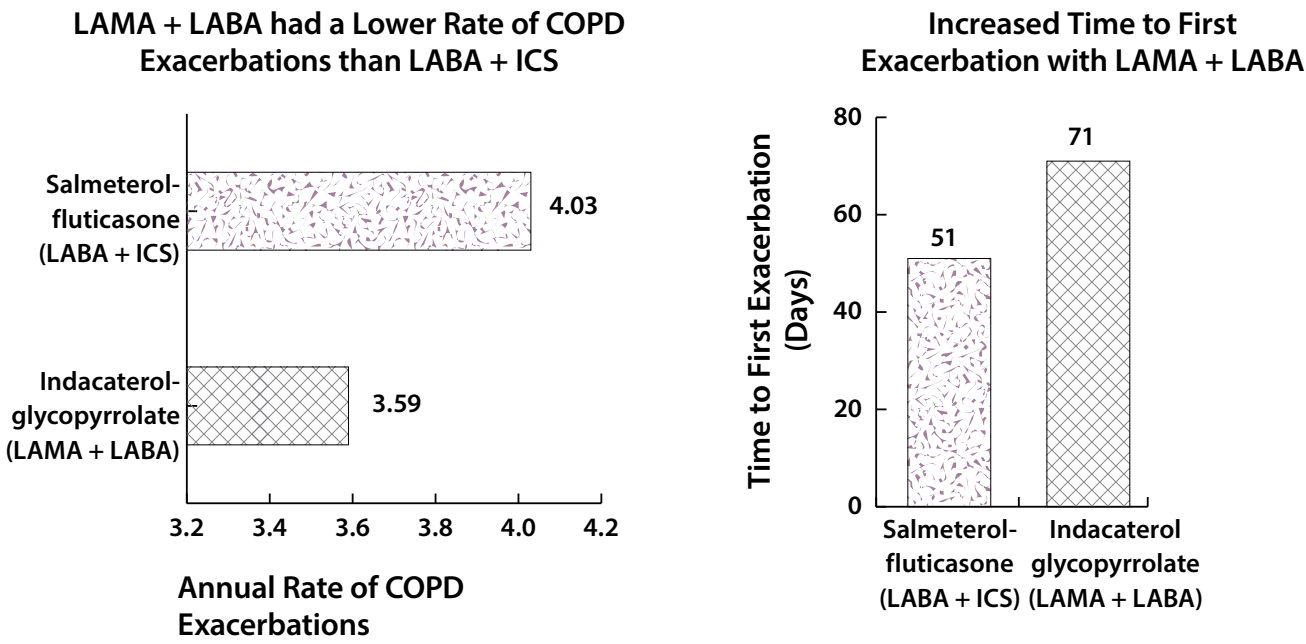 LAMA + LABA had a Lower Rate of COPD
Exacerbations than LABA + ICS
Salmeterol-
fluticasone
(LABA + ICS)
4.03
Indacaterol-
glycopyrrolate
(LAMA + LABA)
3.59
3.2
3.4
3.6
3.8
4.0
4.2
Annual Rate of COPD
Exacerbations
Increased Time to First
Exacerbation with LAMA + LABA
Time to First Exacerbation
(Days)
80
60
40
20
0
51
71
Salmeterol-
fluticasone
(LABA + ICS)
Indacaterol
glycopyrrolate
(LAMA + LABA)